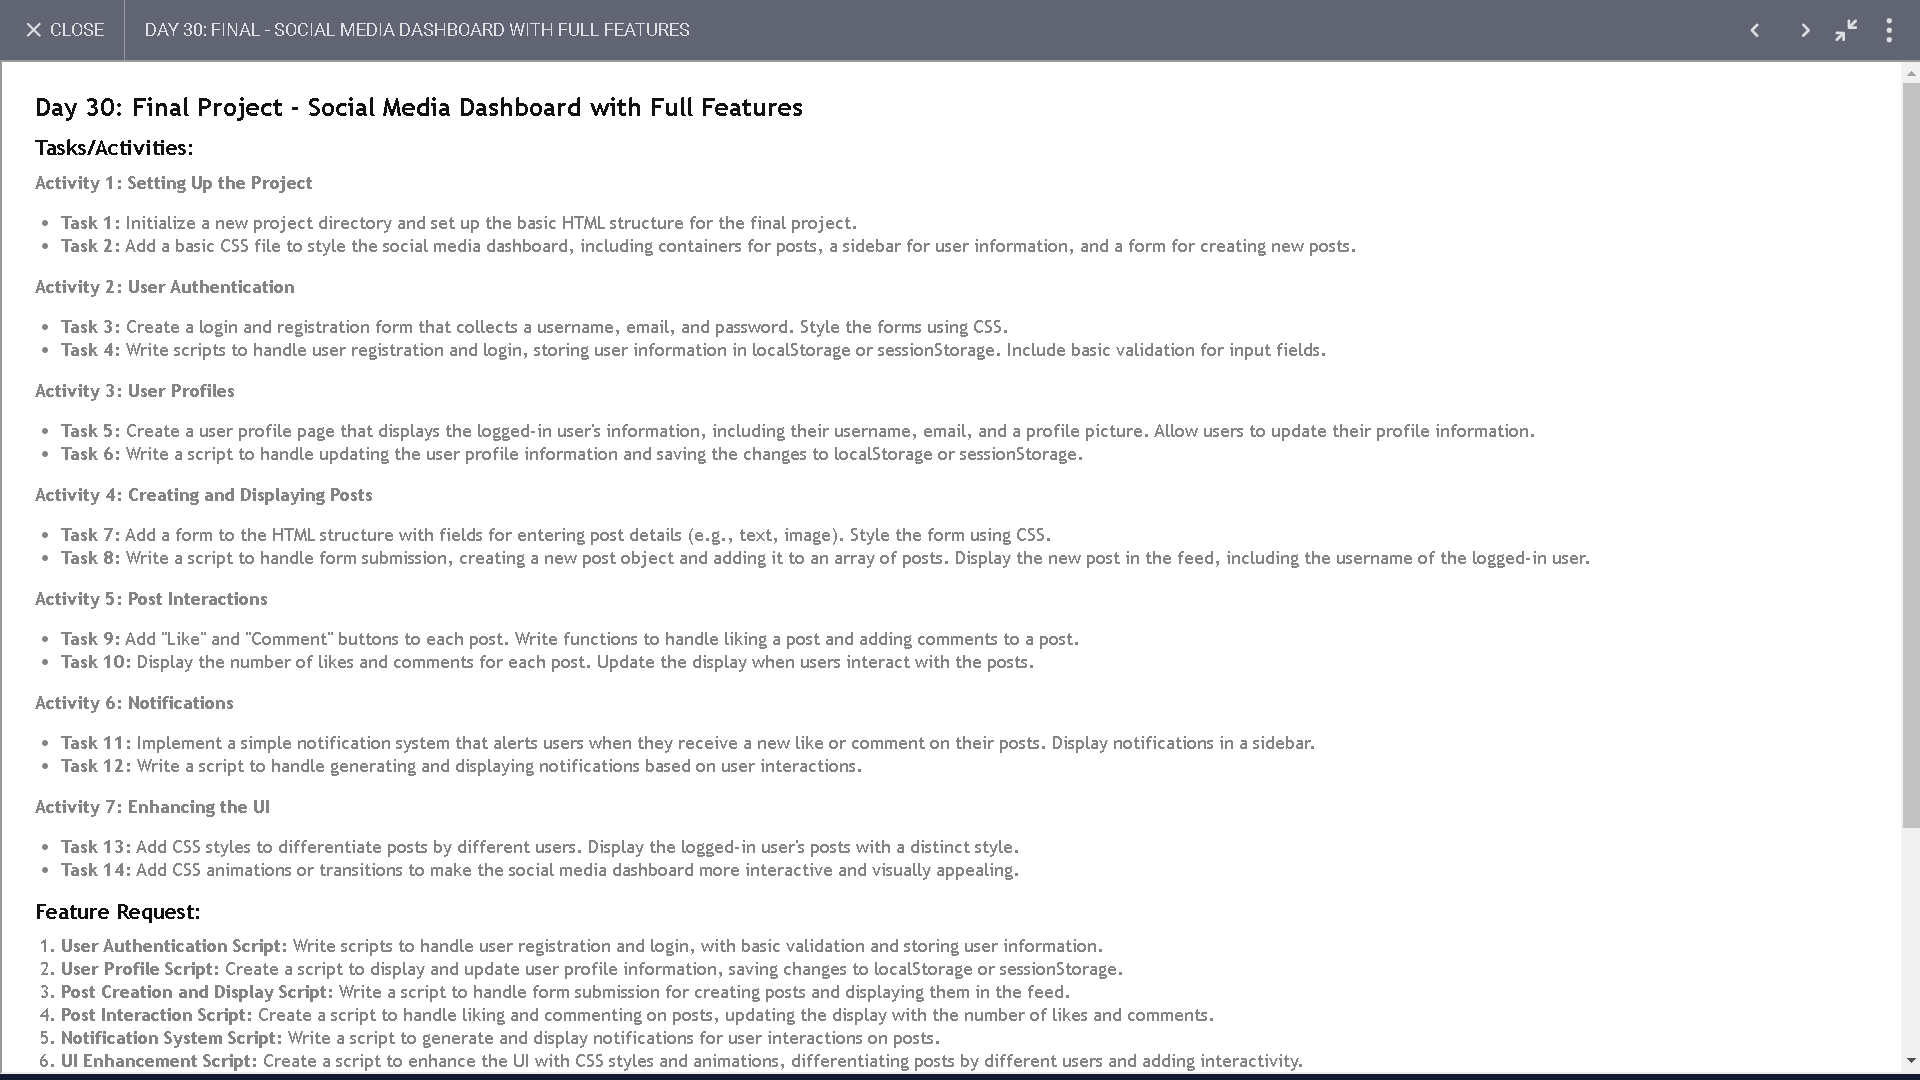 CLOSE
DAY 30: FINAL - SOCIAL MEDIA DASHBOARD WITH FULL FEATURES
Day 30: Final Project - Social Media Dashboard with Full Features
Tasks/Activities:
Activity 1: Setting Up the Project
• Task 1: Initialize a new project directory and set up the basic HTML structure for the final project.
• Task 2: Add a basic CSS file to style the social media dashboard, including containers for posts, a sidebar for user information, and a form for creating new posts.
Activity 2: User Authentication
• Task 3: Create a login and registration form that collects a username, email, and password. Style the forms using CSS.
• Task 4: Write scripts to handle user registration and login, storing user information in localStorage or sessionStorage. Include basic validation for input fields.
Activity 3: User Profiles
• Task 5: Create a user profile page that displays the logged-in user's information, including their username, email, and a profile picture. Allow users to update their profile information.
• Task 6: Write a script to handle updating the user profile information and saving the changes to localStorage or sessionStorage.
Activity 4: Creating and Displaying Posts
• Task 7: Add a form to the HTML structure with fields for entering post details (e.g., text, image). Style the form using CSS.
• Task 8: Write a script to handle form submission, creating a new post object and adding it to an array of posts. Display the new post in the feed, including the username of the logged-in user.
Activity 5: Post Interactions
• Task 9: Add "Like" and "Comment" buttons to each post. Write functions to handle liking a post and adding comments to a post.
• Task 10: Display the number of likes and comments for each post. Update the display when users interact with the posts.
Activity 6: Notifications
• Task 11: Implement a simple notification system that alerts users when they receive a new like or comment on their posts. Display notifications in a sidebar.
• Task 12: Write a script to handle generating and displaying notifications based on user interactions.
Activity 7: Enhancing the UI
• Task 13: Add CSS styles to differentiate posts by different users. Display the logged-in user's posts with a distinct style.
• Task 14: Add CSS animations or transitions to make the social media dashboard more interactive and visually appealing.
Feature Request:
1. User Authentication Script: Write scripts to handle user registration and login, with basic validation and storing user information.
2. User Profile Script: Create a script to display and update user profile information, saving changes to localStorage or sessionStorage.
3. Post Creation and Display Script: Write a script to handle form submission for creating posts and displaying them in the feed.
4. Post Interaction Script: Create a script to handle liking and commenting on posts, updating the display with the number of likes and comments.
5. Notification System Script: Write a script to generate and display notifications for user interactions on posts.
6. UI Enhancement Script: Create a script to enhance the UI with CSS styles and animations, differentiating posts by different users and adding interactivity.